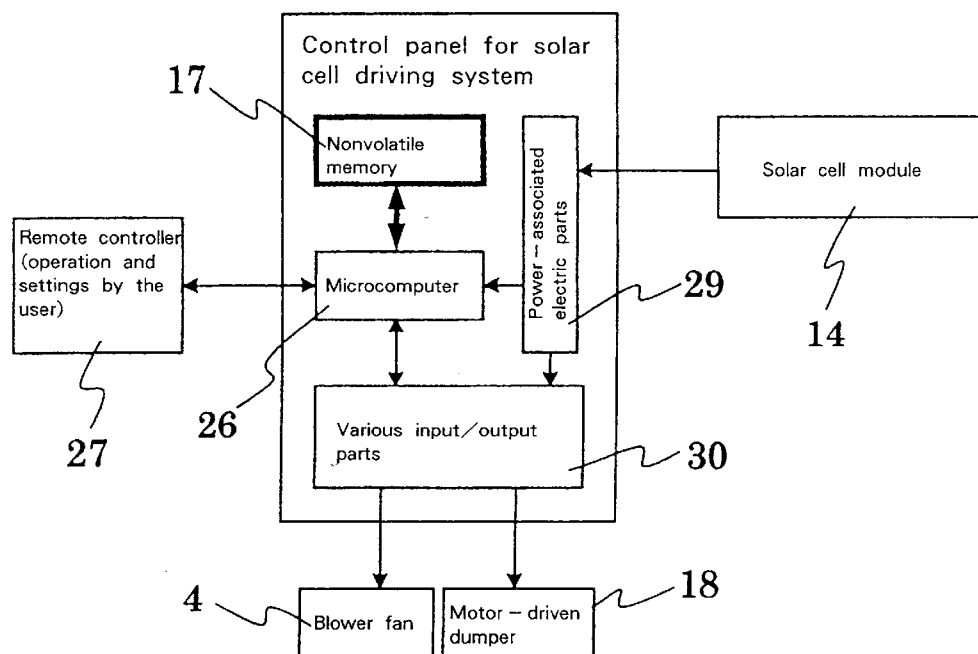 Control panel for solar
cell driving system
17
Nonvolatile
memory
Power-associated
electric parts
Solar cell module
Remote controller
(operation and
settings by the
user)
Microcomputer
29
14
26
27
Various input/output
parts
30
4
Blower fan
Motor-driven
dumper
18